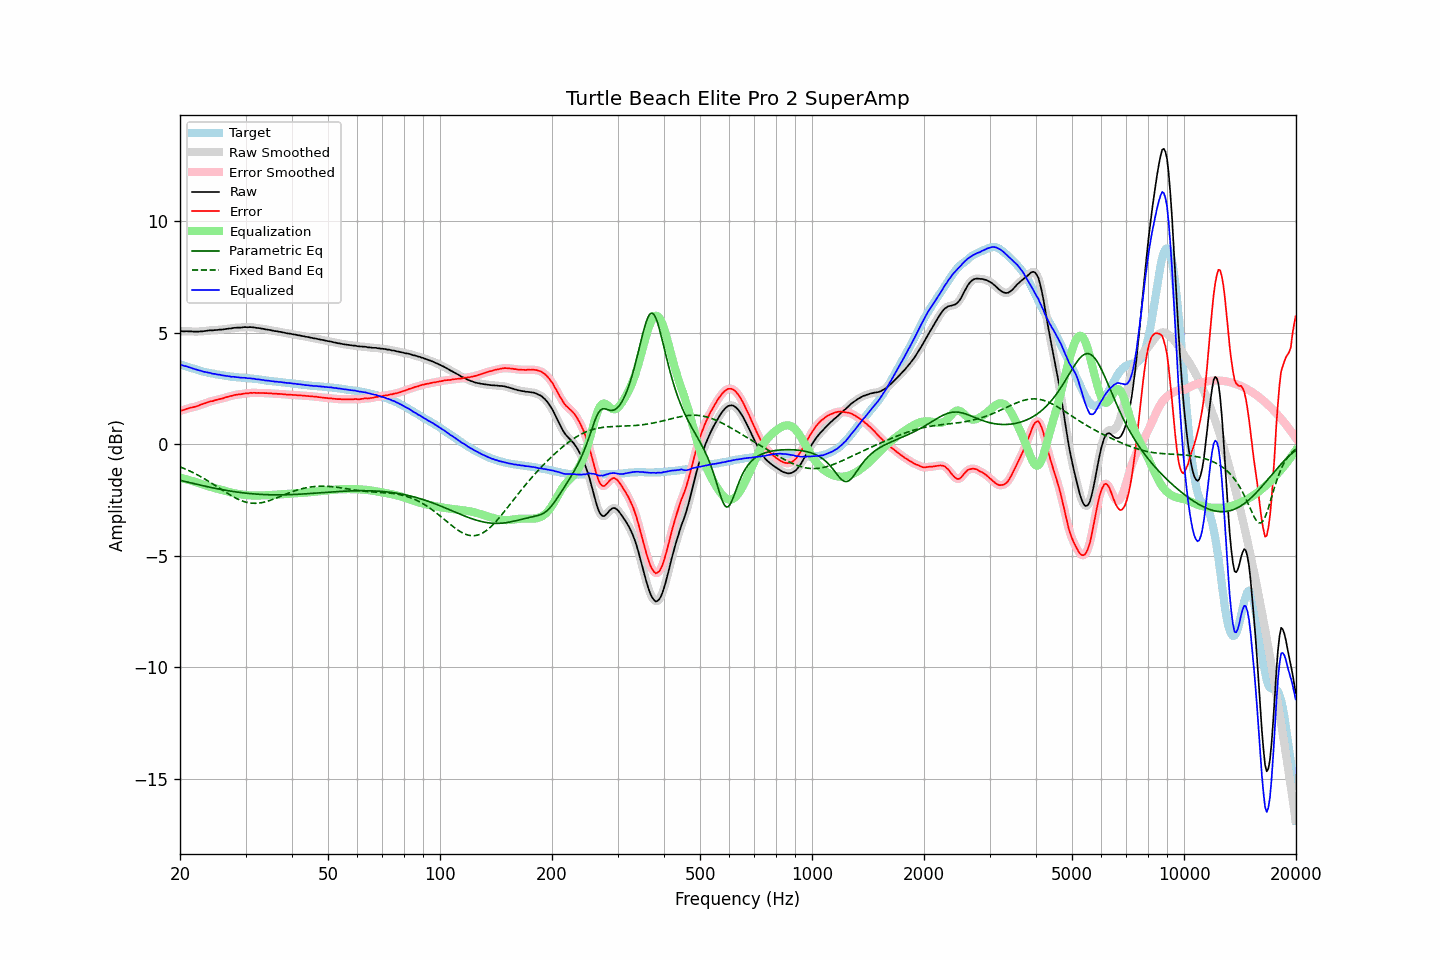 Turtle Beach Elite Pro 2 SuperAmp
Target
Raw Smoothed
Error Smoothed
Raw
Error
Equalization
Parametric Eq
Fixed Band Eq
Equalized
Amplitude (dBr)
10
5
0
−5
−10
−15
20
50
100
200
500
1000
2000
5000
10000
20000
Frequency (Hz)